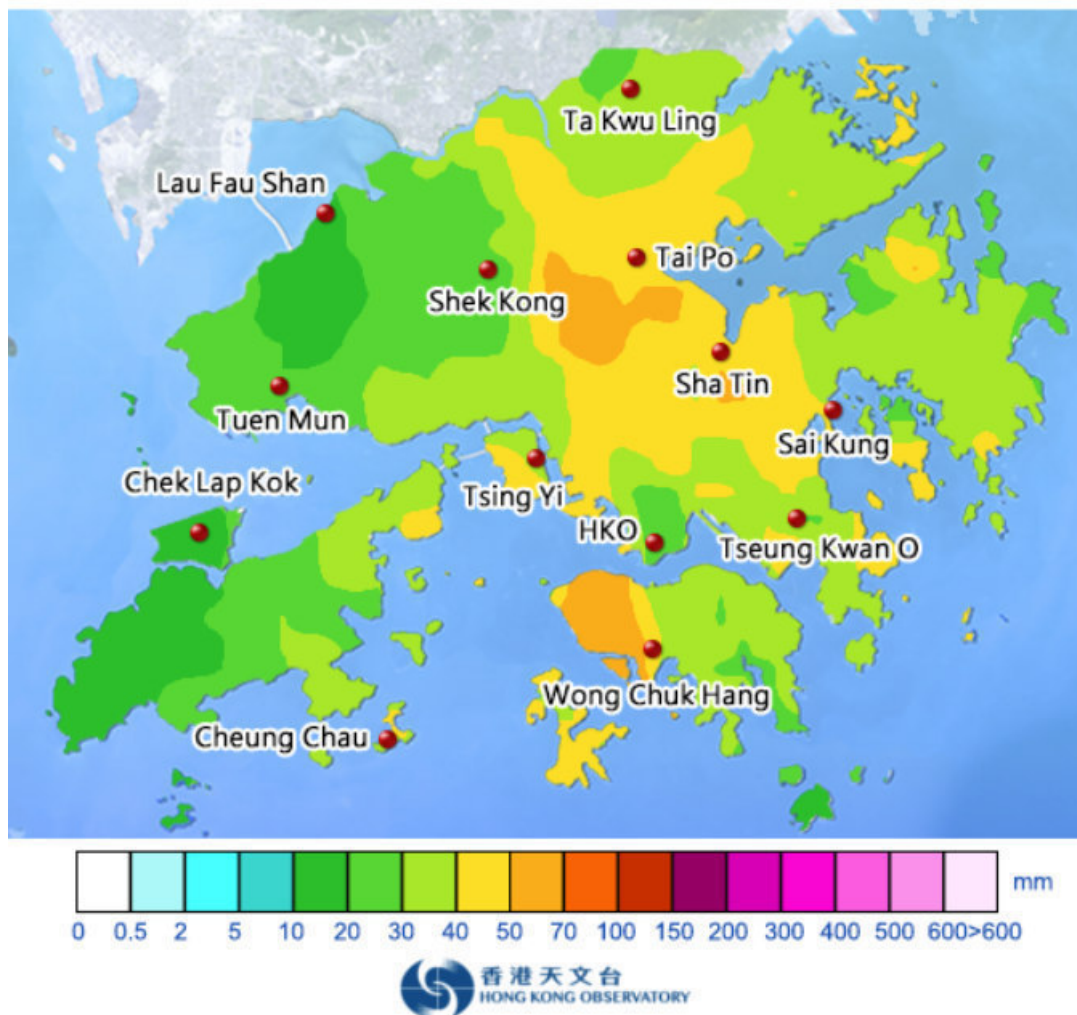 Ta Kwu Ling
Lau Fau Shan
Tai Po
Shek Kong
Sha Tin
Tuen Mun
Sai Kung
Chek Lap Kok
Tsing Yi
HKO
Tseung Kwan O
Wong Chuk Hang
Cheung Chau
mm
0 0.5 2 5 10 20 30 40 50 70 100 150 200 300 400 500 600>600
香港天文台
HONG KONG OBSERVATORY